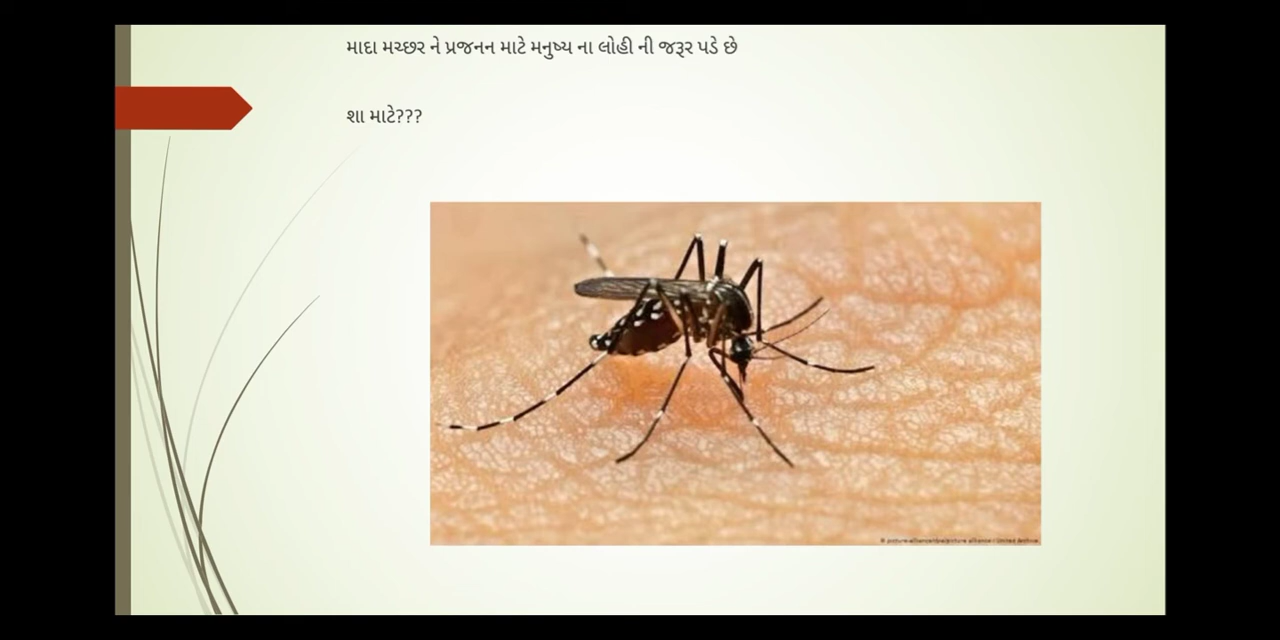 માદા મચ્છર ને પ્રજનન માટે મનુષ્ય ના લોહી ની જરૂર પડે છે
શા માટે???